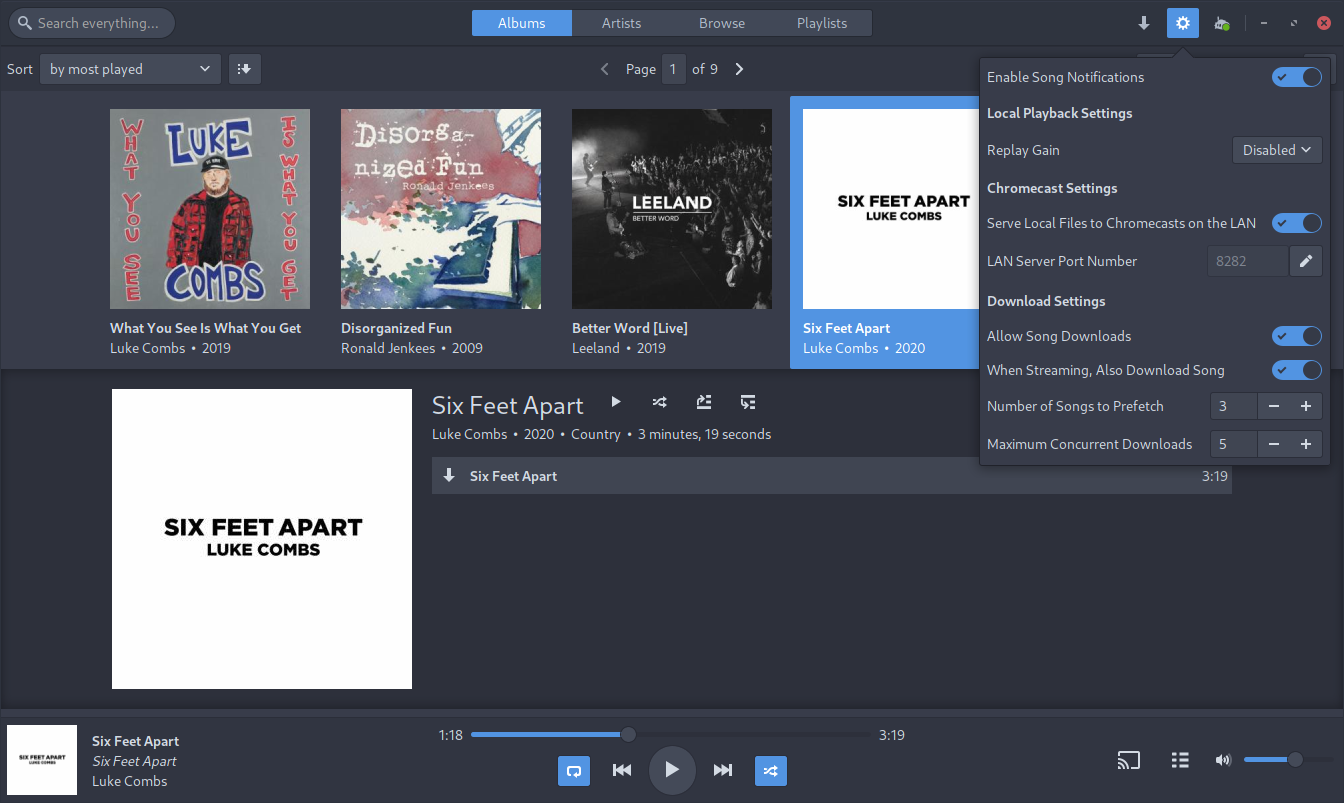 Search everything...
Albums
Artists
Browse
Playlists
Sort
by most played
Page 1 of 9
WHAT YOU SEE
LUKE
COMBS
IS WHAT YOU GET
Disorga-
nized Fun
Ronald Jenkees
LEELAND
BETTER WORD
SIX FEET APART
LUKE COMBS
What You See Is What You Get
Luke Combs • 2019
Disorganized Fun
Ronald Jenkees • 2009
Better Word [Live]
Leeland • 2019
Six Feet Apart
Luke Combs • 2020
Enable Song Notifications
Local Playback Settings
Replay Gain
Disabled
Chromecast Settings
Serve Local Files to Chromecasts on the LAN
LAN Server Port Number
8282
Download Settings
Allow Song Downloads
When Streaming, Also Download Song
Number of Songs to Prefetch
3
Maximum Concurrent Downloads
5
SIX FEET APART
LUKE COMBS
Six Feet Apart
Luke Combs • 2020 • Country • 3 minutes, 19 seconds
Six Feet Apart
3:19
SIX FEET APART
LUKE COMBS
Six Feet Apart
Six Feet Apart
Luke Combs
1:18
3:19